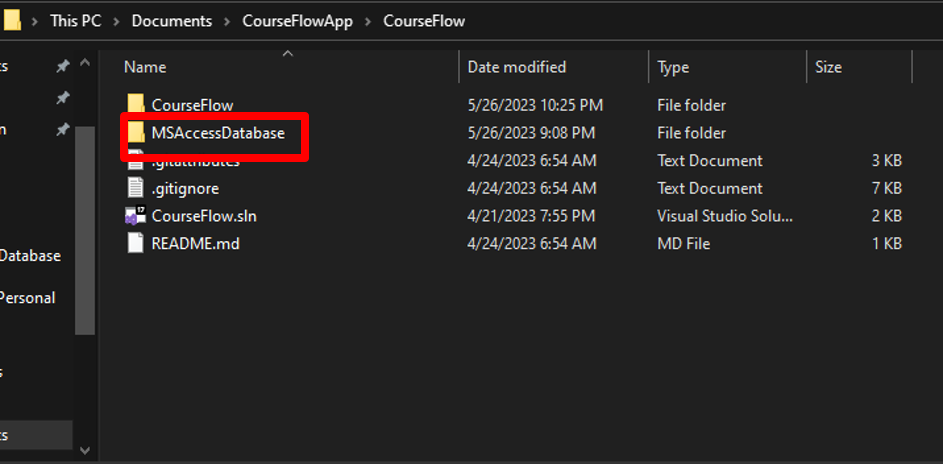 This PC > Documents > CourseFlowApp > CourseFlow
Name Date modified Type Size
CourseFlow 5/26/2023 10:25 PM File folder
MSAccessDatabase 5/26/2023 9:08 PM File folder
.gitattributes 4/24/2023 6:54 AM Text Document 3 KB
.gitignore 4/24/2023 6:54 AM Text Document 7 KB
CourseFlow.sln 4/21/2023 7:55 PM Visual Studio Solu... 2 KB
README.md 4/24/2023 6:54 AM MD File 1 KB
Database
Personal